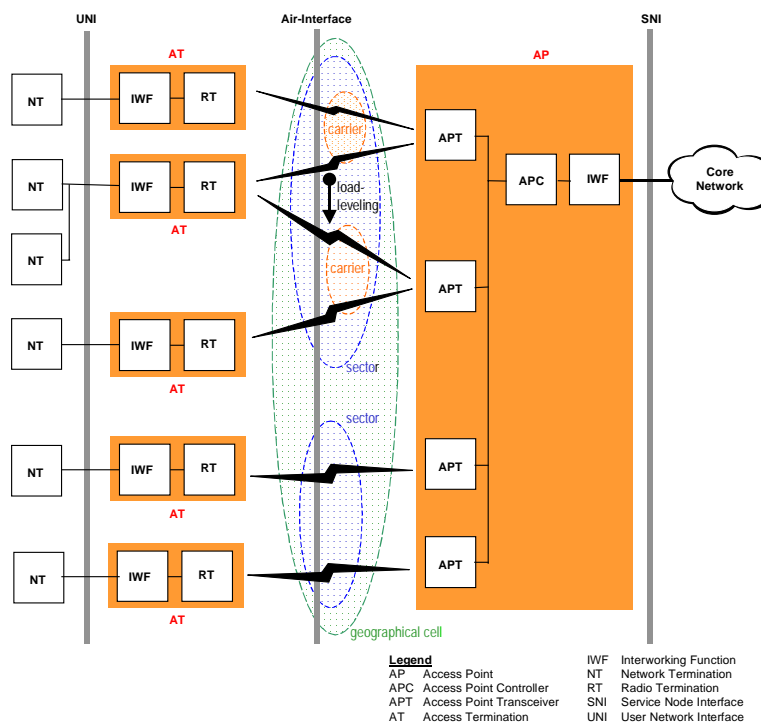 UNI
Air-Interface
SNI
AT
AP
NT
IWF
RT
carrier
APT
NT
IWF
RT
load-
leveling
APC
IWF
Core
Network
AT
NT
carrier
APT
NT
IWF
RT
sector
AT
sector
NT
IWF
RT
APT
AT
NT
IWF
RT
APT
AT
geographical cell
Legend
AP Access Point
APC Access Point Controller
APT Access Point Transceiver
AT Access Termination
IWF Interworking Function
NT Network Termination
RT Radio Termination
SNI Service Node Interface
UNI User Network Interface